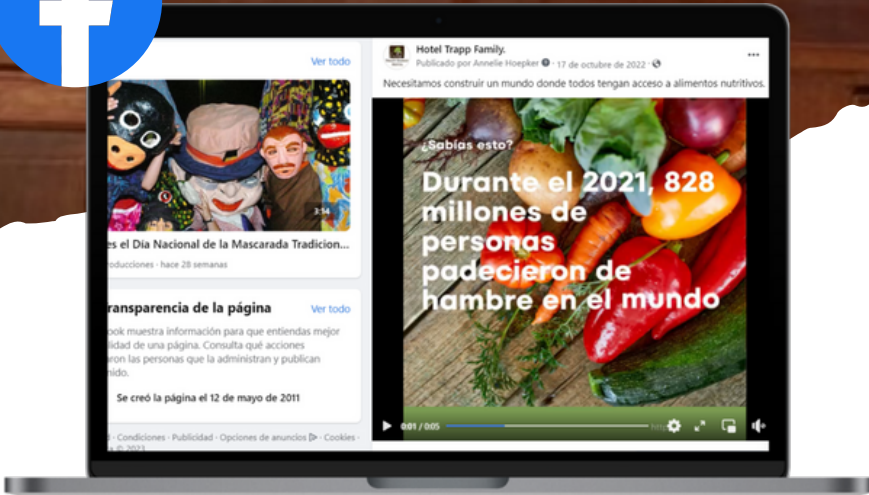 Ver todo
3:54
es el Día Nacional de la Mascarada Tradicion...
roducciones · hace 28 semanas
ransparencia de la página
Ver todo
ook muestra información para que entiendas mejor
lidad de una página. Consulta qué acciones
aron las personas que la administran y publican
nido.
Se creó la página el 12 de mayo de 2011
· Condiciones · Publicidad · Opciones de anuncios · Cookies ·
© 2023
Hotel Trapp Family.
Publicado por Annelie Hoepker · 17 de octubre de 2022 ·
Necesitamos construir un mundo donde todos tengan acceso a alimentos nutritivos.
¿Sabías esto?
Durante el 2021, 828
millones de
personas
padecieron de
hambre en el mundo
0:01 / 0:05